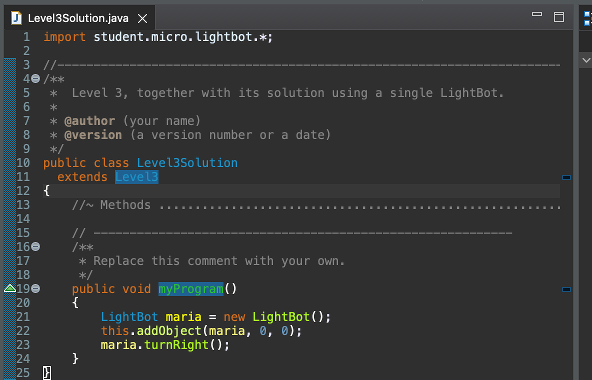 Level3Solution.java
1 import student.micro.lightbot.*;
2
3 //-------------------------------------------------------------------------
4 /**
5  *  Level 3, together with its solution using a single LightBot.
6  *
7  * @author (your name)
8  * @version (a version number or a date)
9  */
10 public class Level3Solution
11   extends Level3
12 {
13     //~ Methods ........................................................
14
15     // ----------------------------------------------------------
16     /**
17      * Replace this comment with your own.
18      */
19     public void myProgram()
20     {
21         LightBot maria = new LightBot();
22         this.addObject(maria, 0, 0);
23         maria.turnRight();
24     }
25 }